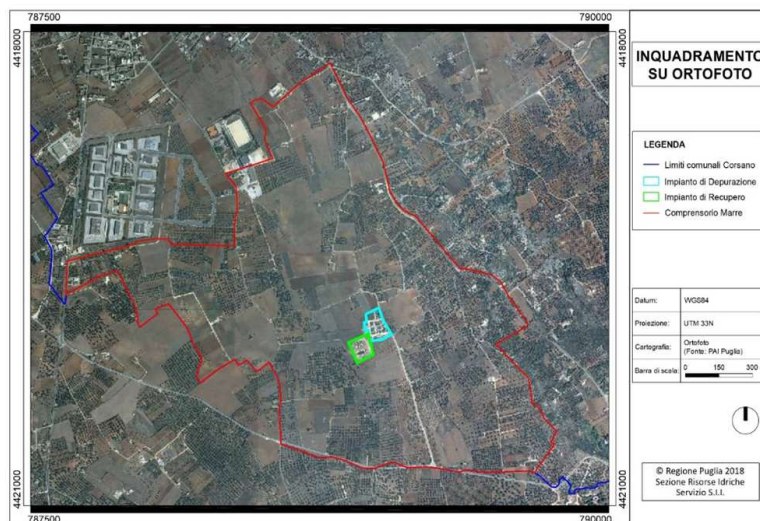 787500
790000
4418000
4418000
INQUADRAMENTO
SU ORTOFOTO
LEGENDA
Limiti comunali Corsano
Impianto di Depurazione
Impianto di Recupero
Comprensorio Marre
Datum: WGS84
Proiezione: UTM 33N
Cartografia: Ortofoto
(Fonte: PAI Puglia)
Barra di scala: 0 150 300
4421000
4421000
© Regione Puglia 2018
Sezione Risorse Idriche
Servizio S.I.I.
787500
790000